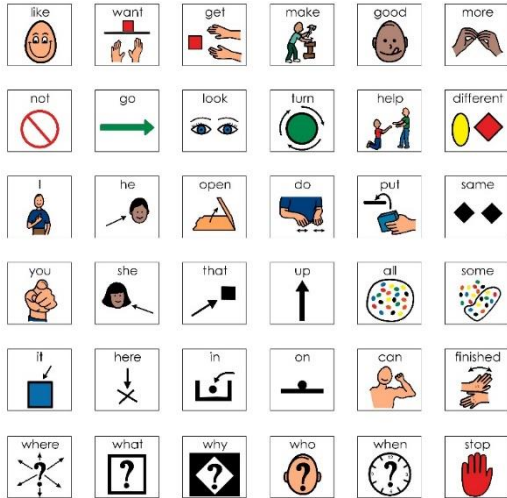 like want get make good more
not go look turn help different
I he open do put same
you she that up all some
it here in on can finished
where what why who when stop